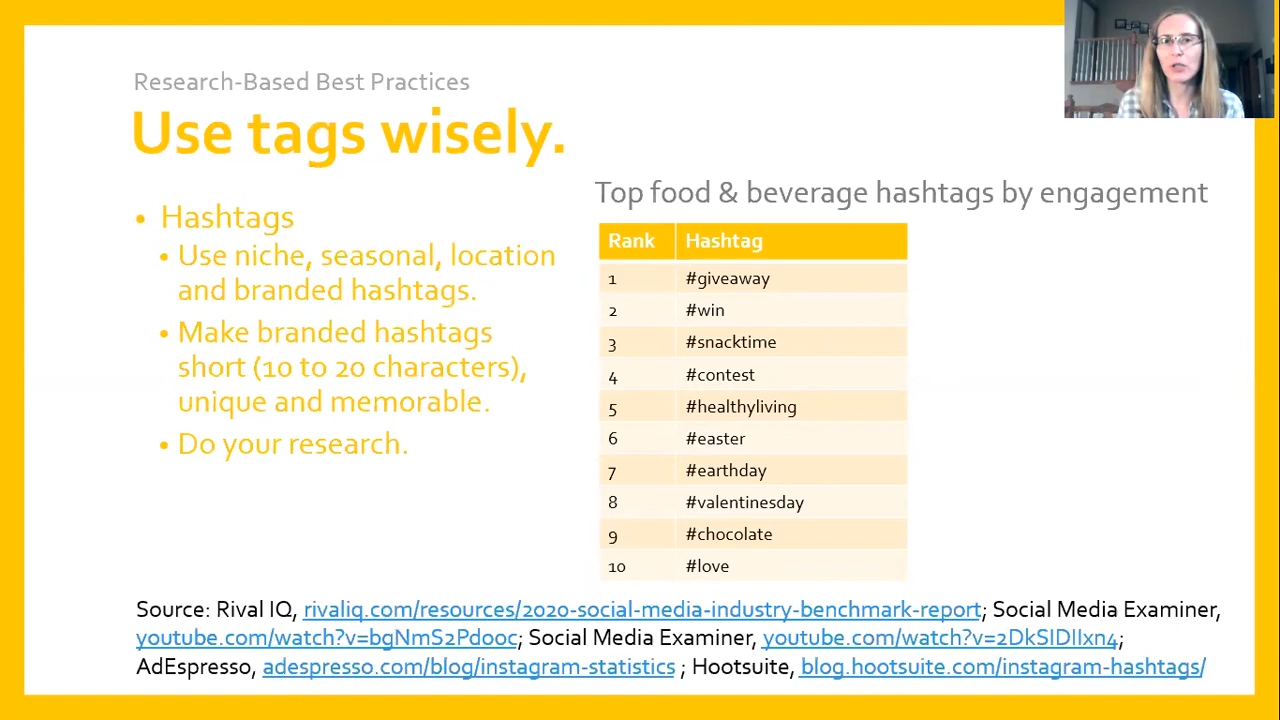 Research-Based Best Practices
Use tags wisely.
• Hashtags
• Use niche, seasonal, location
and branded hashtags.
• Make branded hashtags
short (10 to 20 characters),
unique and memorable.
• Do your research.
Top food & beverage hashtags by engagement
Rank Hashtag
1 #giveaway
2 #win
3 #snacktime
4 #contest
5 #healthyliving
6 #easter
7 #earthday
8 #valentinesday
9 #chocolate
10 #love
Source: Rival IQ, rivaliq.com/resources/2020-social-media-industry-benchmark-report; Social Media Examiner,
youtube.com/watch?v=bgNmS2Pdooc; Social Media Examiner, youtube.com/watch?v=2DkSIDIIxn4;
AdEspresso, adespresso.com/blog/instagram-statistics ; Hootsuite, blog.hootsuite.com/instagram-hashtags/